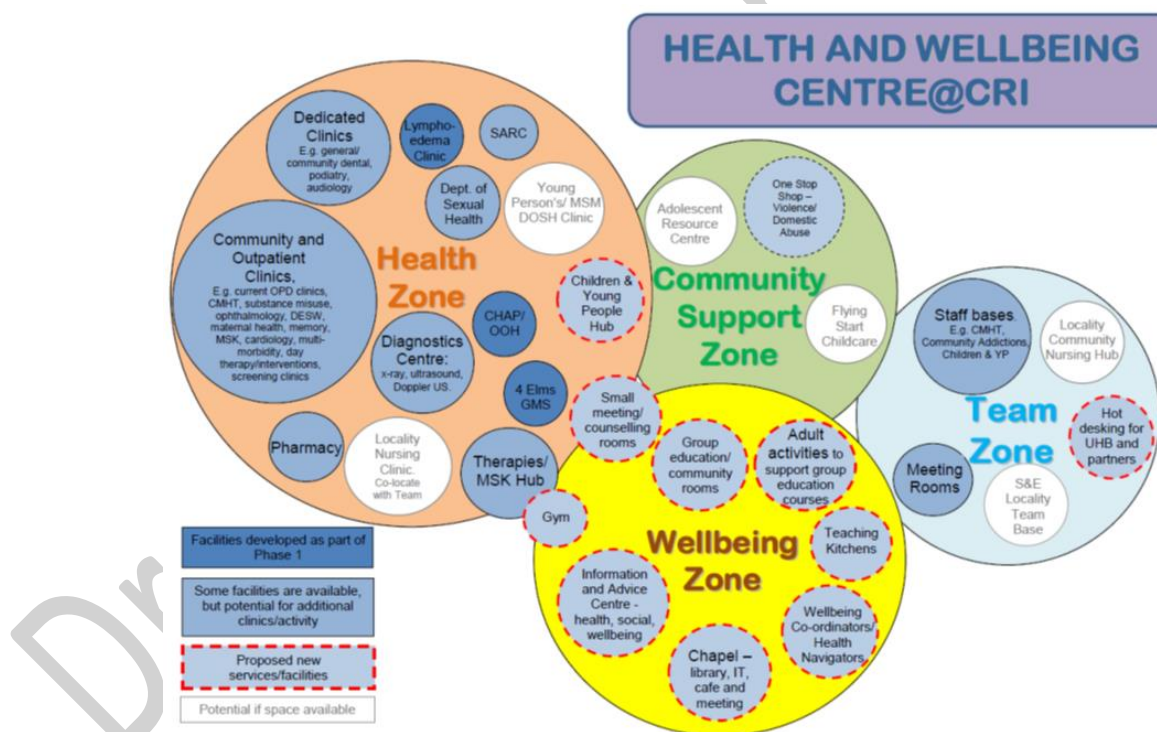 HEALTH AND WELLBEING
CENTRE@CRI
Dedicated
Clinics
E.g. general/
community dental,
podiatry,
audiology
Lympho-
edema
Clinic
SARC
Dept. of
Sexual
Health
Young
Person's/ MSM
DOSH Clinic
Community and
Outpatient
Clinics,
E.g. current OPD clinics,
CMHT, substance misuse,
ophthalmology, DESW,
maternal health, memory,
MSK, cardiology, multi-
morbidity, day
therapy/interventions,
screening clinics
Health
Zone
Children &
Young
People
Hub
CHAP/
OOH
Diagnostics
Centre:
x-ray, ultrasound,
Doppler US.
4 Elms
GMS
Pharmacy
Locality
Nursing
Clinic.
Co-locate
with Team
Therapies/
MSK Hub
Small
meeting/
counselling
rooms
Gym
Adolescent
Resource
Centre
One Stop
Shop –
Violence/
Domestic
Abuse
Community
Support
Zone
Flying
Start
Childcare
Group
education/
community
rooms
Adult
activities to
support group
education
courses
Wellbeing
Zone
Teaching
Kitchens
Information
and Advice
Centre -
health, social,
wellbeing
Chapel –
library, IT,
cafe and
meeting
Wellbeing
Co-ordinators/
Health
Navigators
Staff bases.
E.g. CMHT,
Community Addictions,
Children & YP
Locality
Community
Nursing Hub
Team
Zone
Hot
desking for
UHB and
partners
Meeting
Rooms
S&E
Locality
Team
Base
Facilities developed as part of
Phase 1
Some facilities are available,
but potential for additional
clinics/activity
Proposed new
services/facilities
Potential if space available